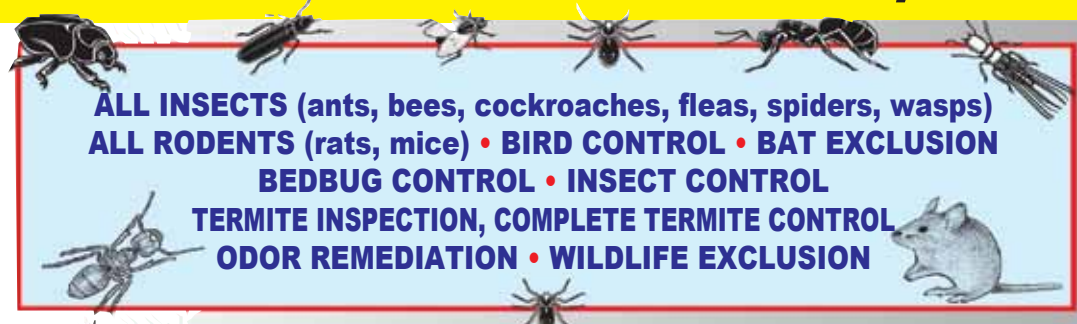 ALL INSECTS (ants, bees, cockroaches, fleas, spiders, wasps)
ALL RODENTS (rats, mice) • BIRD CONTROL • BAT EXCLUSION
BEDBUG CONTROL • INSECT CONTROL
TERMITE INSPECTION, COMPLETE TERMITE CONTROL
ODOR REMEDIATION • WILDLIFE EXCLUSION